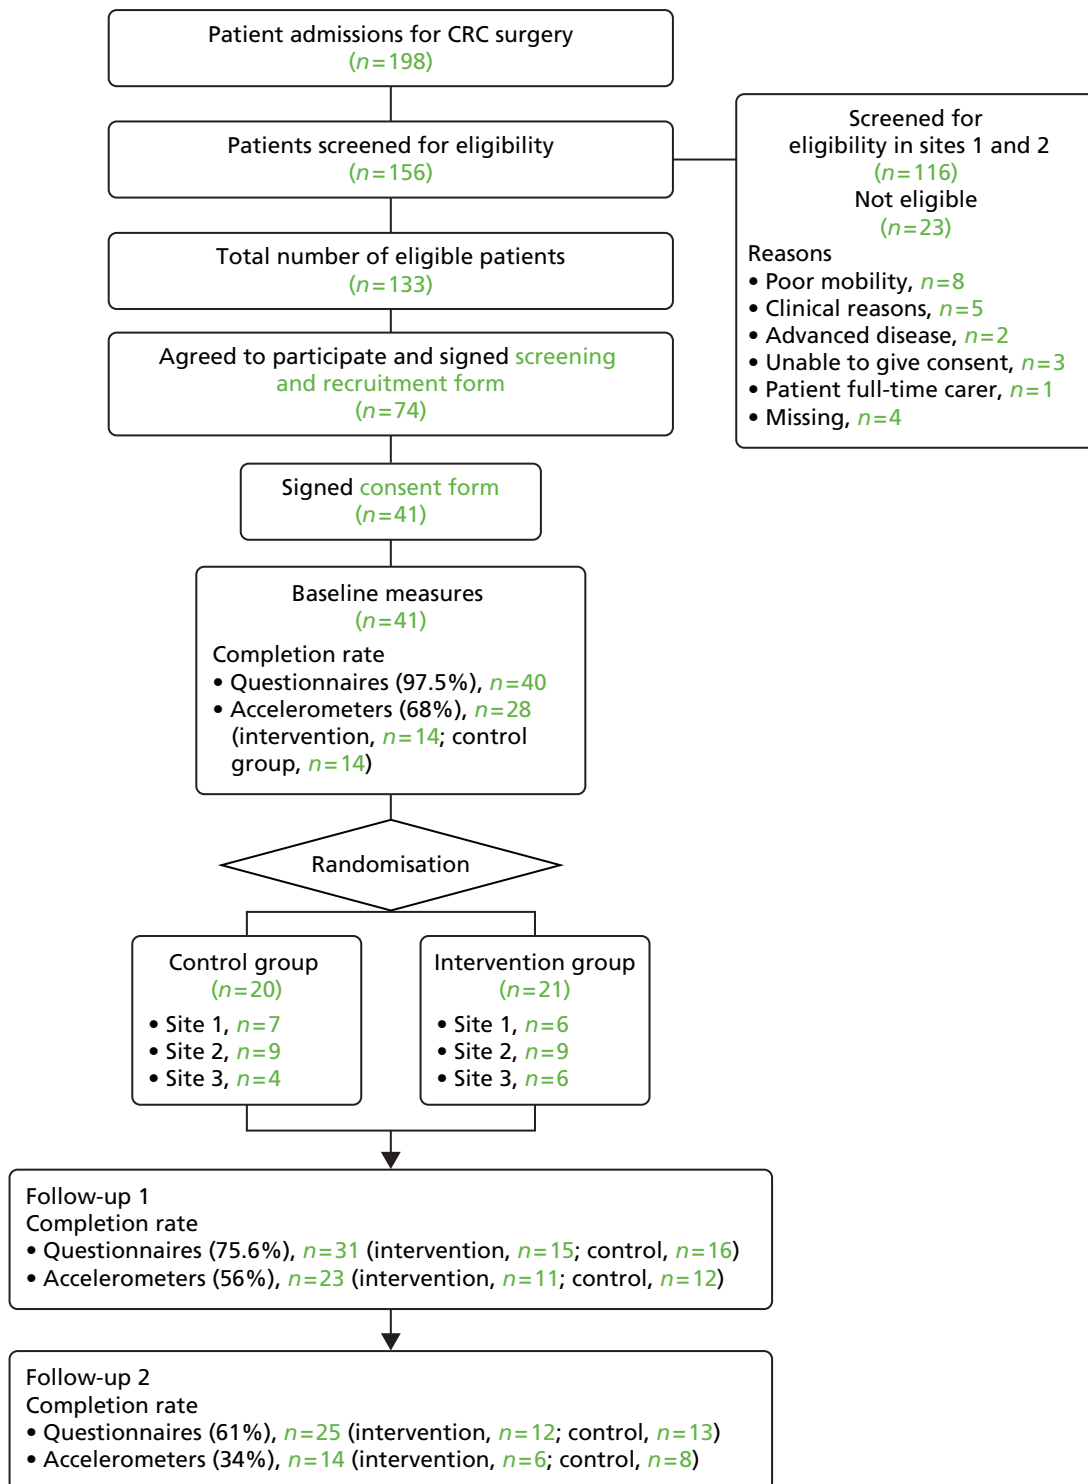 Patient admissions for CRC surgery
(n=198)
Patients screened for eligibility
(n=156)
Screened for
eligibility in sites 1 and 2
(n=116)
Not eligible
(n=23)
Reasons
• Poor mobility, n=8
• Clinical reasons, n=5
• Advanced disease, n=2
• Unable to give consent, n=3
• Patient full-time carer, n=1
• Missing, n=4
Total number of eligible patients
(n=133)
Agreed to participate and signed screening
and recruitment form
(n=74)
Signed consent form
(n=41)
Baseline measures
(n=41)
Completion rate
• Questionnaires (97.5%), n=40
• Accelerometers (68%), n=28
(intervention, n=14; control
group, n=14)
Randomisation
Control group
(n=20)
• Site 1, n=7
• Site 2, n=9
• Site 3, n=4
Intervention group
(n=21)
• Site 1, n=6
• Site 2, n=9
• Site 3, n=6
Follow-up 1
Completion rate
• Questionnaires (75.6%), n=31 (intervention, n=15; control, n=16)
• Accelerometers (56%), n=23 (intervention, n=11; control, n=12)
Follow-up 2
Completion rate
• Questionnaires (61%), n=25 (intervention, n=12; control, n=13)
• Accelerometers (34%), n=14 (intervention, n=6; control, n=8)